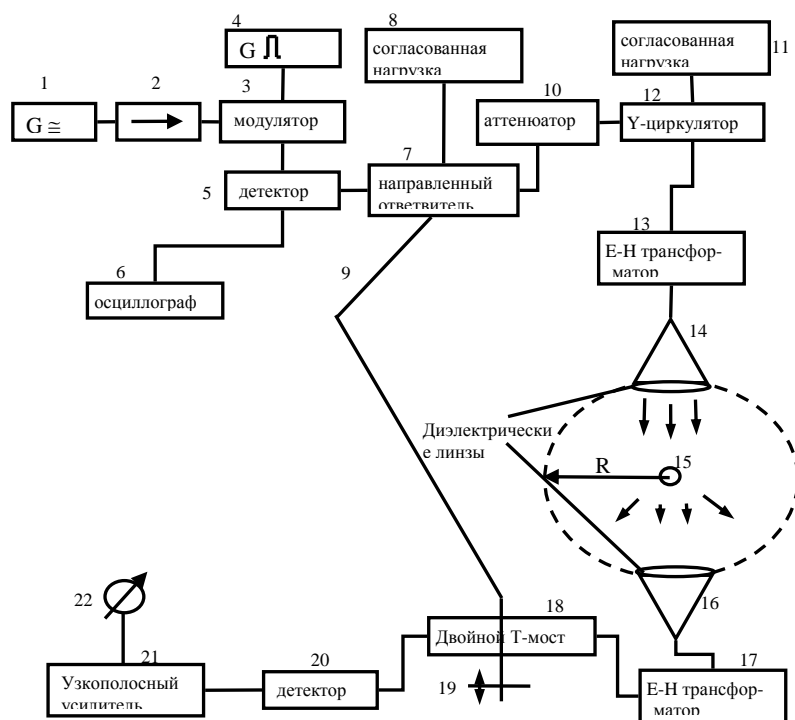 4
8
G
согласованная
нагрузка
согласованная
нагрузка
11
1
2
3
10
12
G ≅
модулятор
аттенюатор
Y-циркулятор
7
5
детектор
направленный
ответвитель
13
6
9
Е-Н трансфор-
матор
осциллограф
14
Диэлектрически
е линзы
R
15
16
22
18
Двойной Т-мост
21
20
19
17
Узкополосный
усилитель
детектор
Е-Н трансфор-
матор